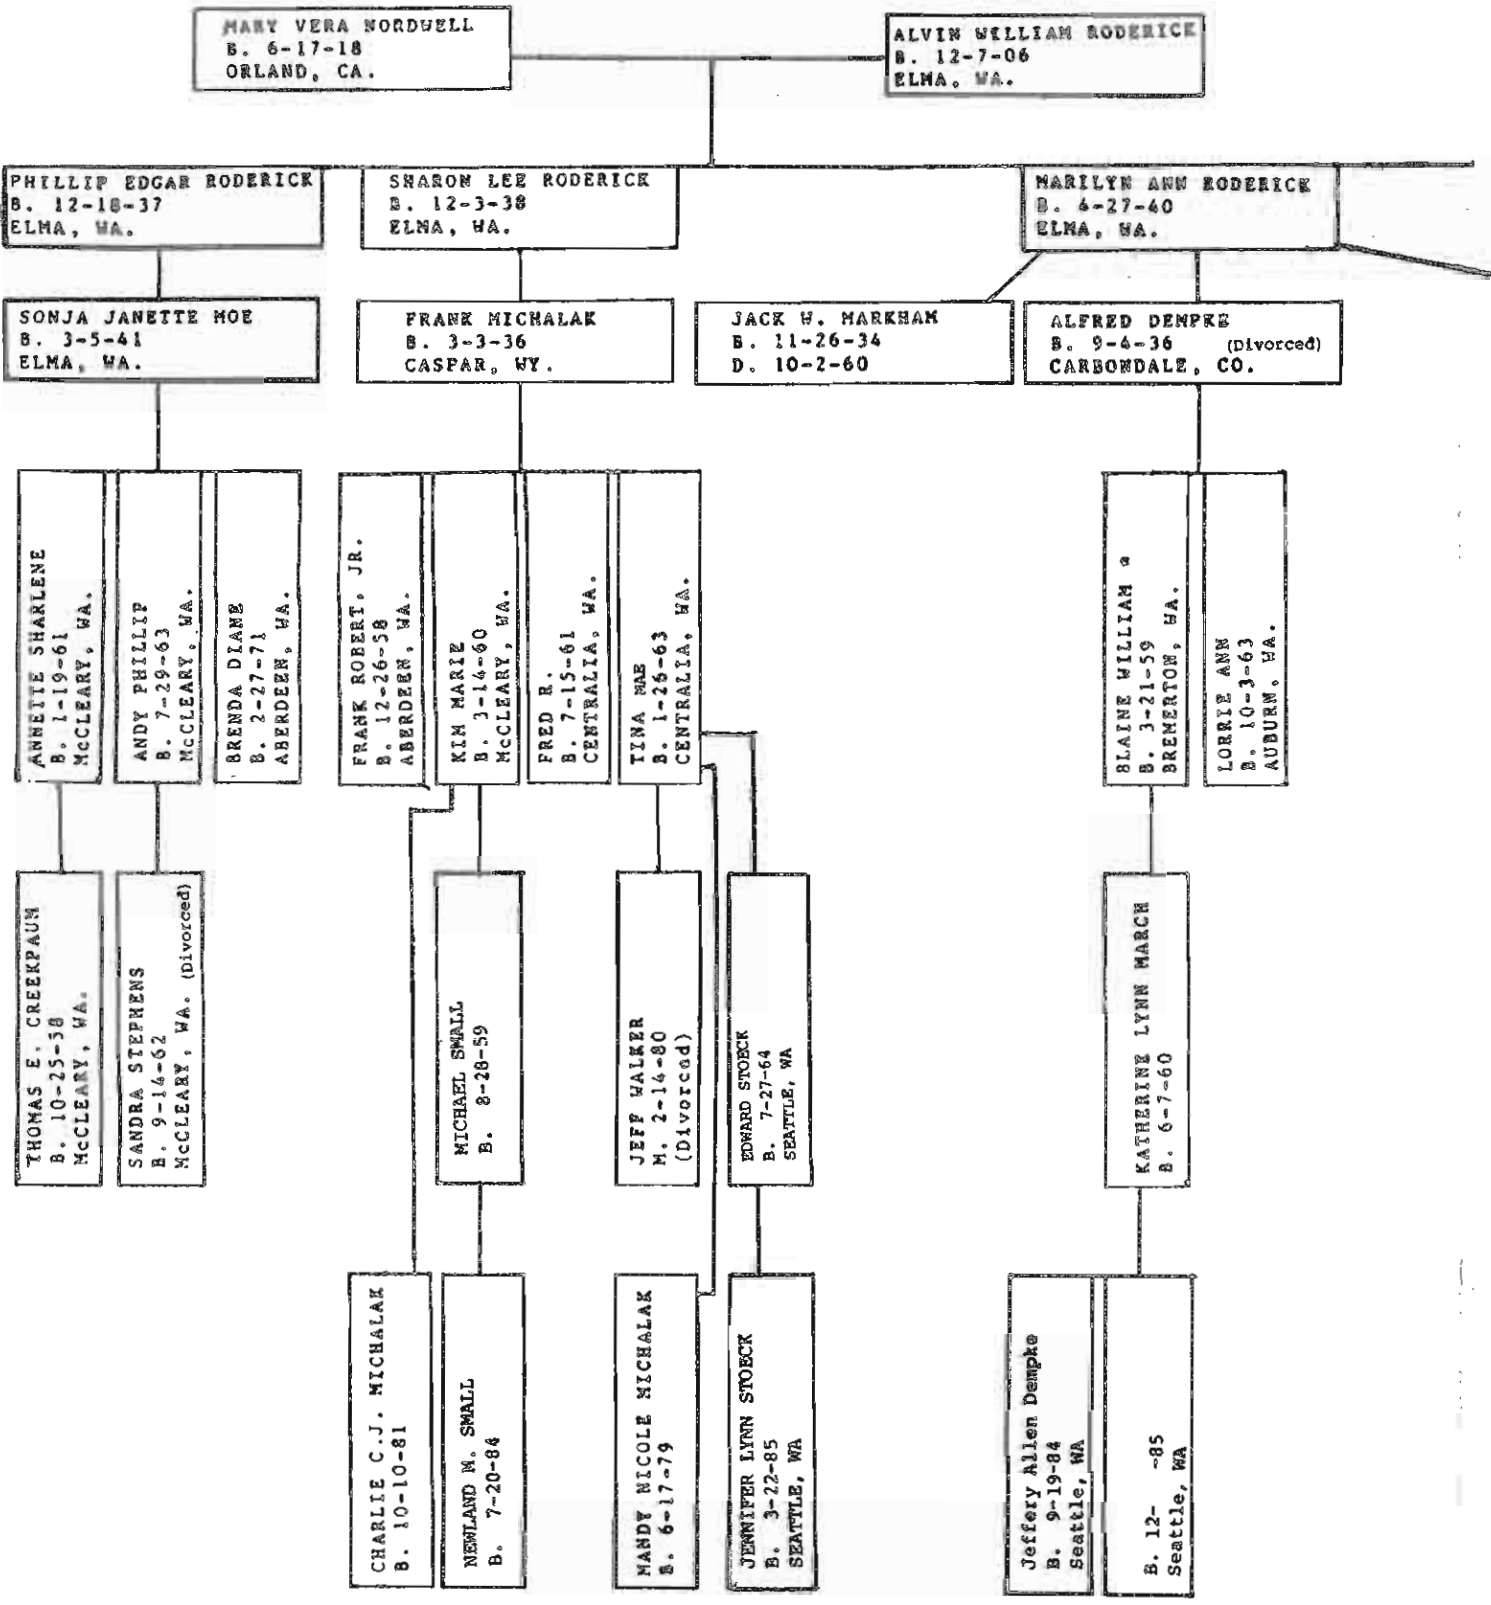 MARY VERA NORDWELL
B. 6-17-18
ORLAND, CA.
ALVIN WILLIAM RODERICK
B. 12-7-06
ELMA, WA.
PHILLIP EDGAR RODERICK
B. 12-18-37
ELMA, WA.
SHARON LEE RODERICK
B. 12-3-38
ELMA, WA.
MARILYN ANN RODERICK
B. 4-27-40
ELMA, WA.
SONJA JANETTE MOE
B. 3-5-41
ELMA, WA.
FRANK MICHALAK
B. 3-3-36
CASPAR, WY.
JACK W. MARKHAM
B. 11-26-34
D. 10-2-60
ALFRED DEMPKE
B. 9-4-36 (Divorced)
CARBONDALE, CO.
ANNETTE SHARLENE
B. 1-19-61
McCLEARY, WA.
ANDY PHILLIP
B. 7-29-63
McCLEARY, WA.
BRENDA DIANE
B. 2-27-71
ABERDEEN, WA.
FRANK ROBERT, JR.
B. 12-26-58
ABERDEEN, WA.
KIM MARIE
B. 3-14-60
McCLEARY, WA.
FRED R.
B. 7-15-61
CENTRALIA, WA.
TINA MAE
B. 1-26-63
CENTRALIA, WA.
BLAINE WILLIAM @
B. 3-21-59
BREMERTON, WA.
LORRIE ANN
B. 10-3-63
AUBURN, WA.
THOMAS E. CREEKPAUM
B. 10-25-58
McCLEARY, WA.
SANDRA STEPHENS
B. 9-14-62
McCLEARY, WA. (Divorced)
MICHAEL SMALL
B. 8-28-59
JEFF WALKER
M. 2-14-80
(Divorced)
EDWARD STOECK
B. 7-27-64
SEATTLE, WA
KATHERINE LYNN MARCH
B. 6-7-60
CHARLIE C.J. MICHALAK
B. 10-10-81
NEWLAND M. SMALL
B. 7-20-84
MANDY NICOLE MICHALAK
B. 6-17-79
JENNIFER LYNN STOECK
B. 3-22-85
SEATTLE, WA
Jeffery Allen Dempke
B. 9-19-84
Seattle, WA
B. 12- -85
Seattle, WA